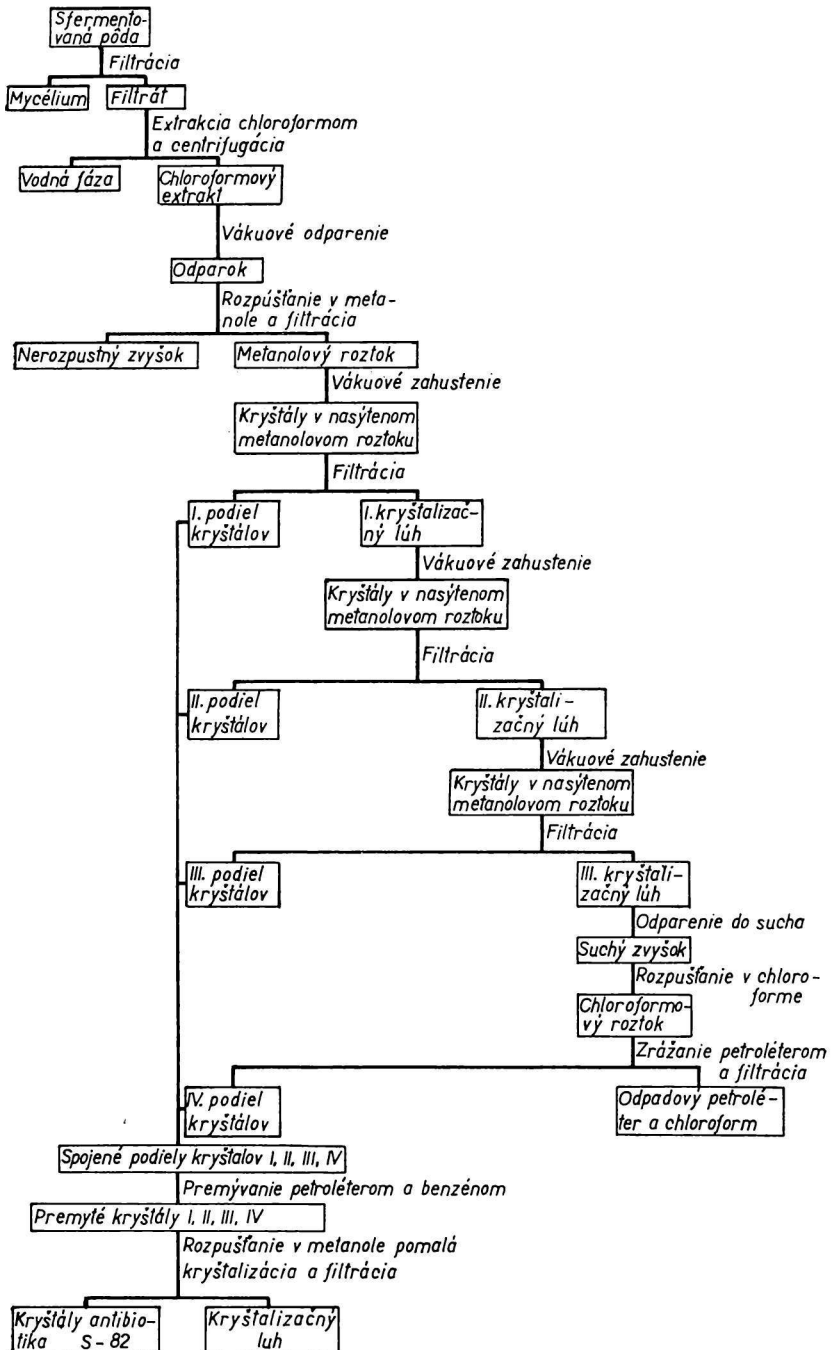 Sfermento-
vaná pôda
Filtrácia
Mycélium
Filtrát
Extrakcia chloroformom
a centrifugácia
Vodná fáza
Chloroformový
extrakt
Vákuové odparenie
Odparok
Rozpúšťanie v meta-
nole a filtrácia
Nerozpustný zvyšok
Metanolový roztok
Vákuové zahustenie
Kryštály v nasýtenom
metanolovom roztoku
Filtrácia
I. podiel
kryštálov
I. kryštalizač-
ný lúh
Vákuové zahustenie
Kryštály v nasýtenom
metanolovom roztoku
Filtrácia
II. podiel
kryštálov
II. kryštali-
začný lúh
Vákuové zahustenie
Kryštály v nasýtenom
metanolovom roztoku
Filtrácia
III. podiel
kryštálov
III. kryštali-
začný lúh
Odparenie do sucha
Suchý zvyšok
Rozpušťanie v chloro-
forme
Chloroformo-
vý roztok
Zrážanie petroléterom
a filtrácia
IV. podiel
kryštálov
Odpadový petrolé-
ter a chloroform
Spojené podiely kryštalov I, II, III, IV
Premývanie petroléterom a benzénom
Premyté kryštály I, II, III, IV
Rozpušťanie v metanole pomalá
kryštalizácia a filtrácia
Kryštály antibio-
tika S-82
Kryštalizačný
luh